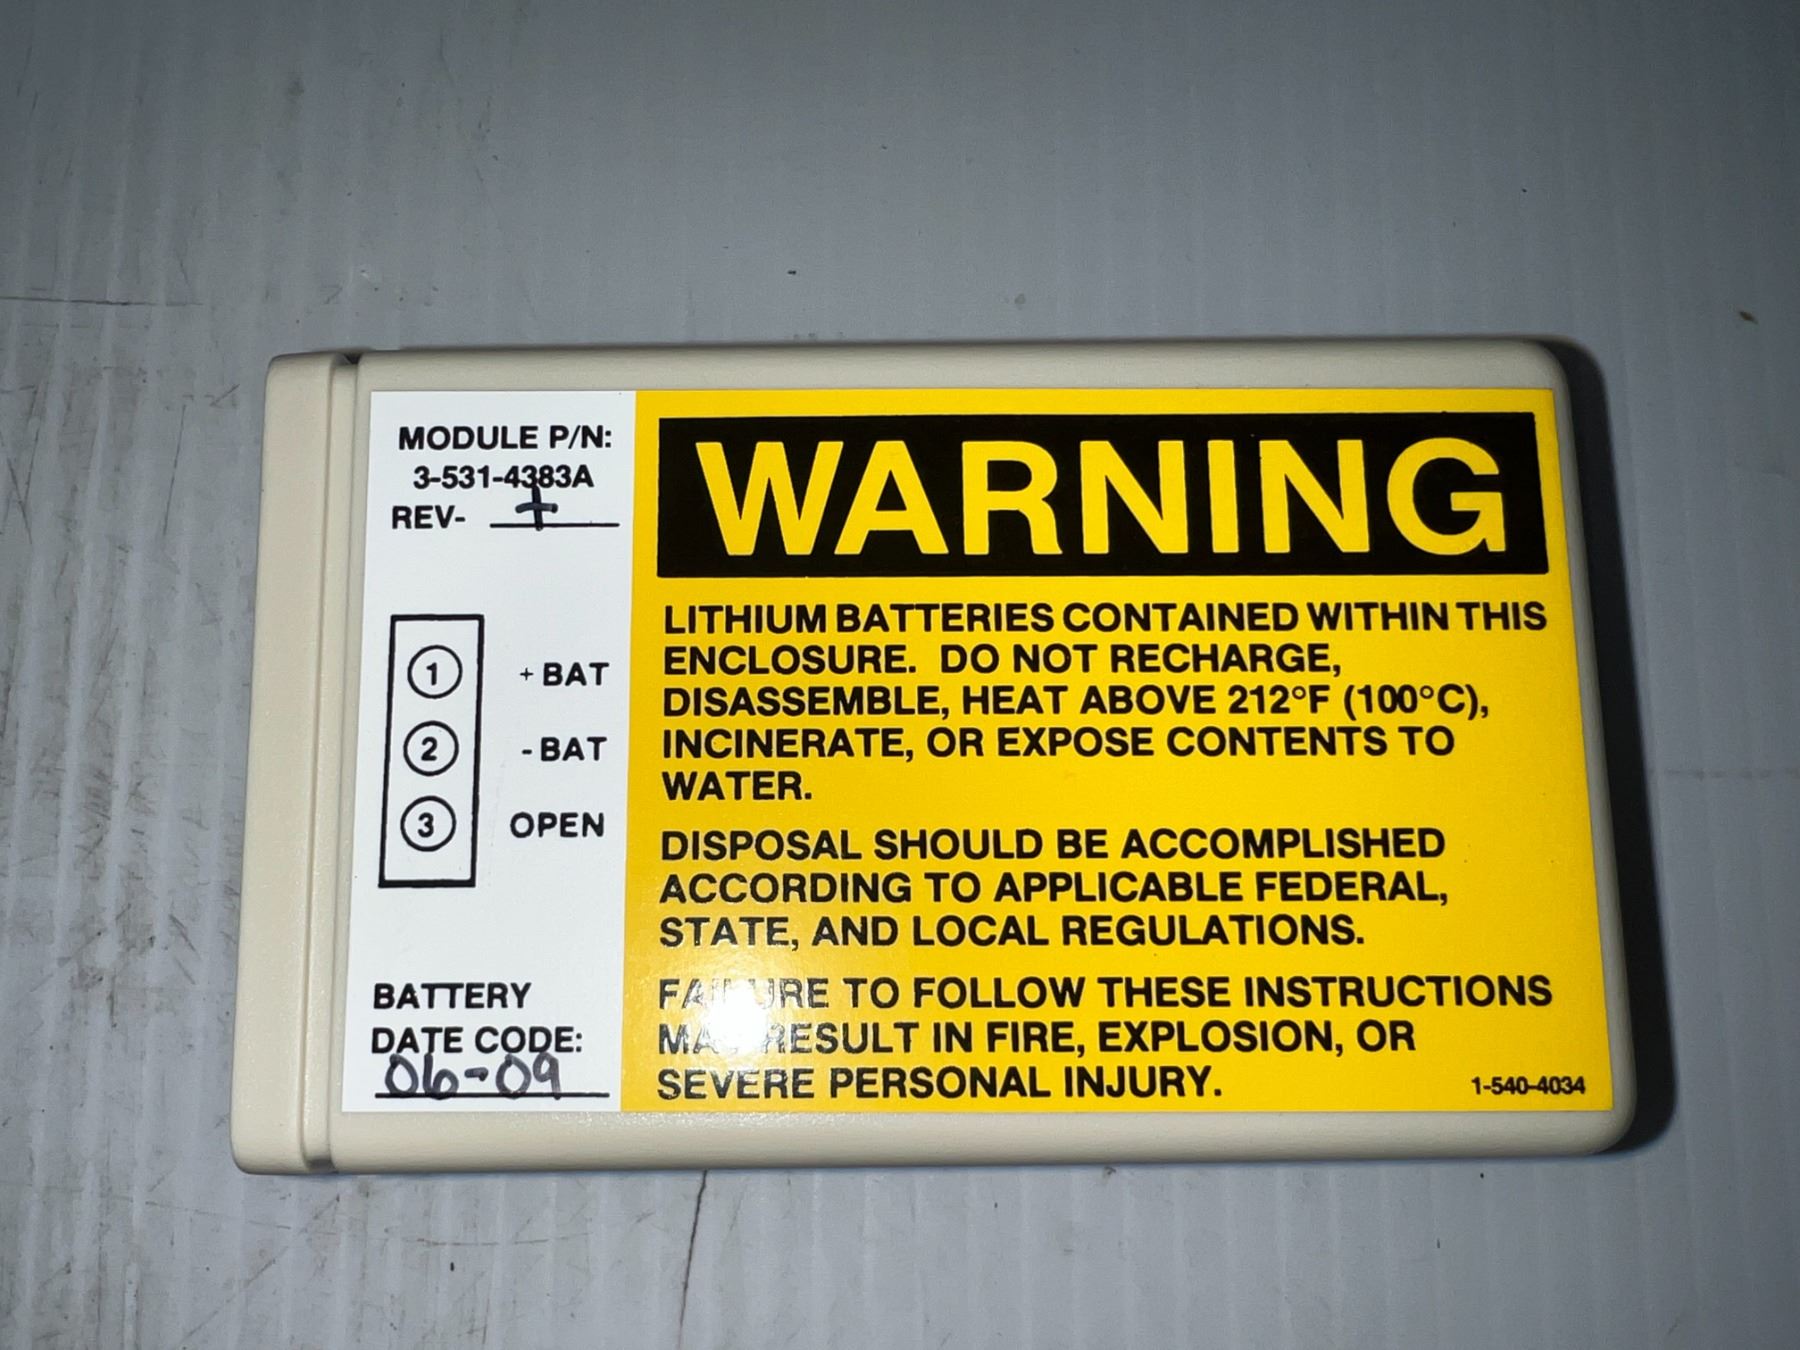 MODULE P/N:
3-531-4383A
REV- +
1 + BAT
2 - BAT
3 OPEN
BATTERY
DATE CODE:
06-09
WARNING
LITHIUM BATTERIES CONTAINED WITHIN THIS
ENCLOSURE. DO NOT RECHARGE,
DISASSEMBLE, HEAT ABOVE 212°F (100°C),
INCINERATE, OR EXPOSE CONTENTS TO
WATER.
DISPOSAL SHOULD BE ACCOMPLISHED
ACCORDING TO APPLICABLE FEDERAL,
STATE, AND LOCAL REGULATIONS.
FAILURE TO FOLLOW THESE INSTRUCTIONS
MAY RESULT IN FIRE, EXPLOSION, OR
SEVERE PERSONAL INJURY.
1-540-4034